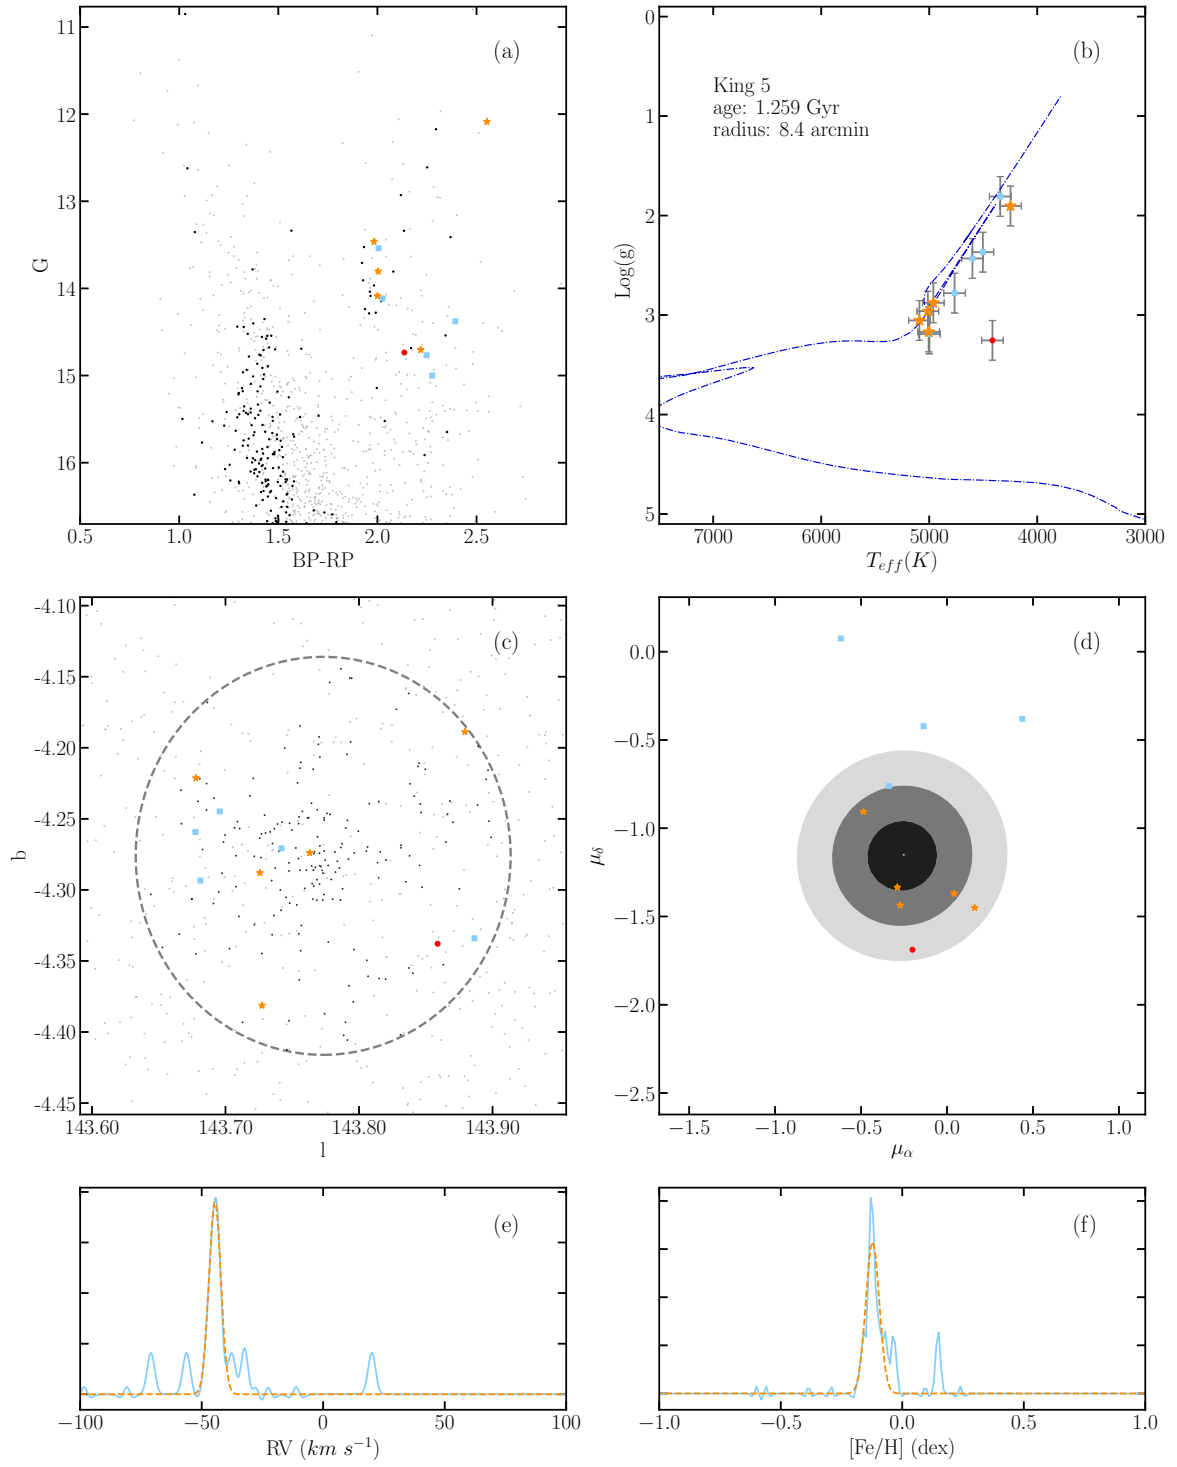 (a)
11
12
13
14
15
16
G
0.5
1.0
1.5
2.0
2.5
BP-RP
(b)
King 5
age: 1.259 Gyr
radius: 8.4 arcmin
0
1
2
3
4
5
Log(g)
7000
6000
5000
4000
3000
T_eff(K)
(c)
-4.10
-4.15
-4.20
-4.25
-4.30
-4.35
-4.40
-4.45
b
143.60
143.70
143.80
143.90
l
(d)
0.0
−0.5
−1.0
−1.5
−2.0
−2.5
μ_δ
−1.5
−1.0
−0.5
0.0
0.5
1.0
μ_α
(e)
−100
−50
0
50
100
RV (km s⁻¹)
(f)
−1.0
−0.5
0.0
0.5
1.0
[Fe/H] (dex)